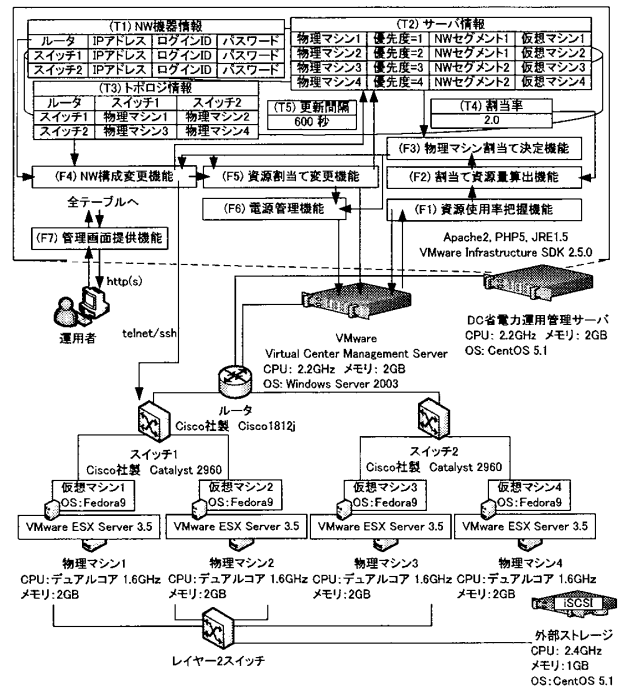 (T1) NW機器情報
ルータ IPアドレス ログインID パスワード
スイッチ1 IPアドレス ログインID パスワード
スイッチ2 IPアドレス ログインID パスワード
(T2) サーバ情報
物理マシン1 優先度=1 NWセグメント1 仮想マシン1
物理マシン2 優先度=2 NWセグメント1 仮想マシン2
物理マシン3 優先度=3 NWセグメント2 仮想マシン3
物理マシン4 優先度=4 NWセグメント2 仮想マシン4
(T3)トポロジ情報
ルータ スイッチ1 スイッチ2
スイッチ1 物理マシン1 物理マシン2
スイッチ2 物理マシン3 物理マシン4
(T5) 更新間隔
600 秒
(T4) 割当率
2.0
(F3) 物理マシン割当て決定機能
(F4) NW構成変更機能
(F5) 資源割当て変更機能
(F2) 割当て資源量算出機能
全テーブルへ
(F6) 電源管理機能
(F1) 資源使用率把握機能
(F7) 管理画面提供機能
Apache2, PHP5, JRE1.5
VMware Infrastructure SDK 2.5.0
http(s)
運用者
telnet/ssh
VMware
Virtual Center Management Server
CPU: 2.2GHz メモリ: 2GB
OS: Windows Server 2003
DC省電力運用管理サーバ
CPU: 2.2GHz メモリ: 2GB
OS: CentOS 5.1
ルータ
Cisco社製 Cisco1812j
スイッチ1
Cisco社製 Catalyst 2960
スイッチ2
Cisco社製 Catalyst 2960
仮想マシン1
OS:Fedora9
仮想マシン2
OS:Fedora9
仮想マシン3
OS:Fedora9
仮想マシン4
OS:Fedora9
VMware ESX Server 3.5
VMware ESX Server 3.5
VMware ESX Server 3.5
VMware ESX Server 3.5
物理マシン1
CPU:デュアルコア 1.6GHz
メモリ:2GB
物理マシン2
CPU:デュアルコア 1.6GHz
メモリ:2GB
物理マシン3
CPU:デュアルコア 1.6GHz
メモリ:2GB
物理マシン4
CPU:デュアルコア 1.6GHz
メモリ:2GB
iSCSI
レイヤー2スイッチ
外部ストレージ
CPU: 2.4GHz
メモリ:1GB
OS:CentOS 5.1